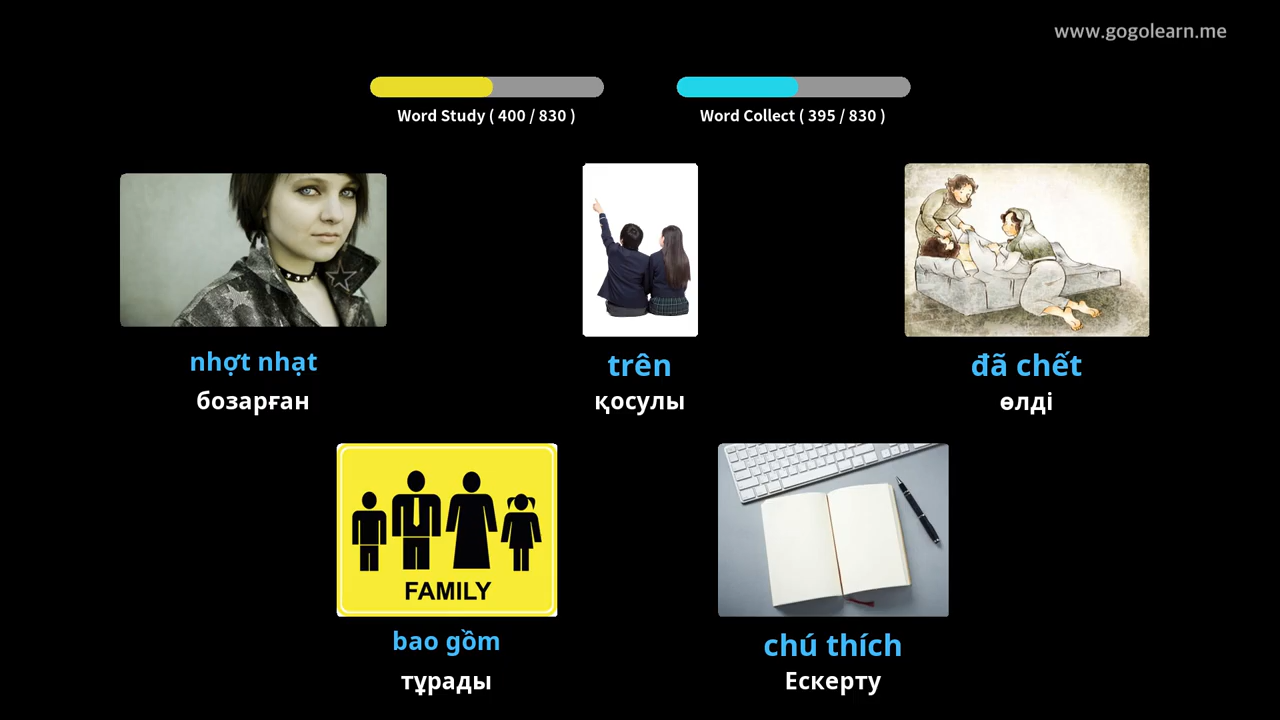 www.gogolearn.me
Word Study ( 400 / 830 )
Word Collect ( 395 / 830 )
nhợt nhạt
бозарған
trên
қосулы
đã chết
өлді
FAMILY
bao gồm
тұрады
chú thích
Ескерту